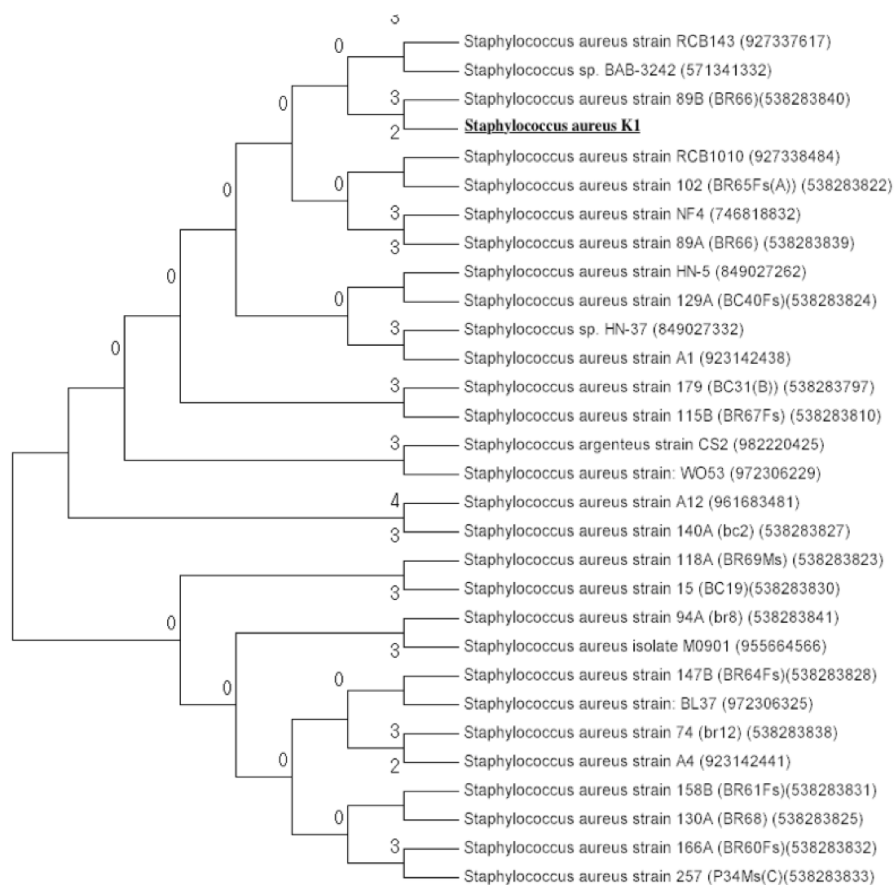 3
0
Staphylococcus aureus strain RCB143 (927337617)
Staphylococcus sp. BAB-3242 (571341332)
0
3
Staphylococcus aureus strain 89B (BR66)(538283840)
2
Staphylococcus aureus K1
Staphylococcus aureus strain RCB1010 (927338484)
0
0
Staphylococcus aureus strain 102 (BR65Fs(A)) (538283822)
3
Staphylococcus aureus strain NF4 (746818832)
3
Staphylococcus aureus strain 89A (BR66) (538283839)
0
Staphylococcus aureus strain HN-5 (849027262)
0
Staphylococcus aureus strain 129A (BC40Fs)(538283824)
3
Staphylococcus sp. HN-37 (849027332)
0
Staphylococcus aureus strain A1 (923142438)
3
Staphylococcus aureus strain 179 (BC31(B)) (538283797)
Staphylococcus aureus strain 115B (BR67Fs) (538283810)
3
Staphylococcus argenteus strain CS2 (982220425)
Staphylococcus aureus strain: WO53 (972306229)
4
Staphylococcus aureus strain A12 (961683481)
3
Staphylococcus aureus strain 140A (bc2) (538283827)
Staphylococcus aureus strain 118A (BR69Ms) (538283823)
3
Staphylococcus aureus strain 15 (BC19)(538283830)
0
Staphylococcus aureus strain 94A (br8) (538283841)
3
Staphylococcus aureus isolate M0901 (955664566)
0
0
Staphylococcus aureus strain 147B (BR64Fs)(538283828)
Staphylococcus aureus strain: BL37 (972306325)
3
Staphylococcus aureus strain 74 (br12) (538283838)
0
2
Staphylococcus aureus strain A4 (923142441)
Staphylococcus aureus strain 158B (BR61Fs)(538283831)
0
Staphylococcus aureus strain 130A (BR68) (538283825)
3
Staphylococcus aureus strain 166A (BR60Fs)(538283832)
Staphylococcus aureus strain 257 (P34Ms(C)(538283833)